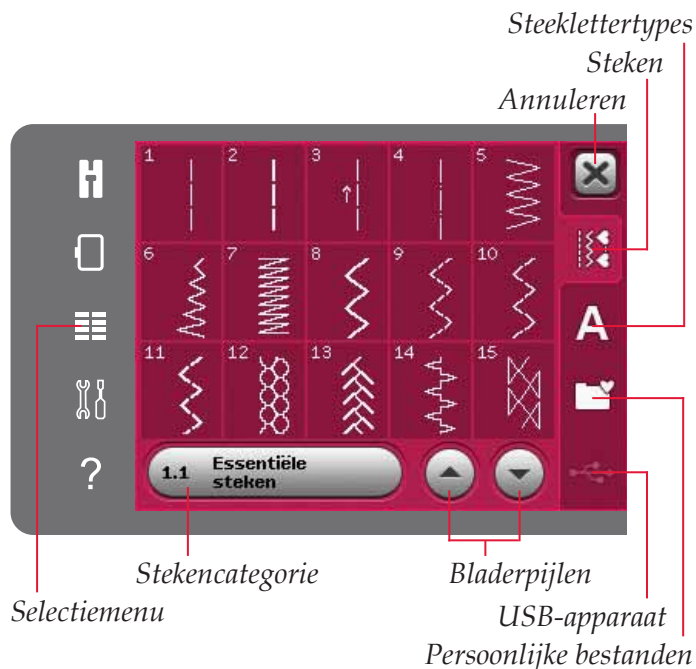 Steeklettertypes
Steken
Annuleren
1 2 3 4 5
6 7 8 9 10
A
11 12 13 14 15
?
1.1 Essentiële
steken
Stekencategorie
Bladerpijlen
Selectiemenu
USB-apparaat
Persoonlijke bestanden